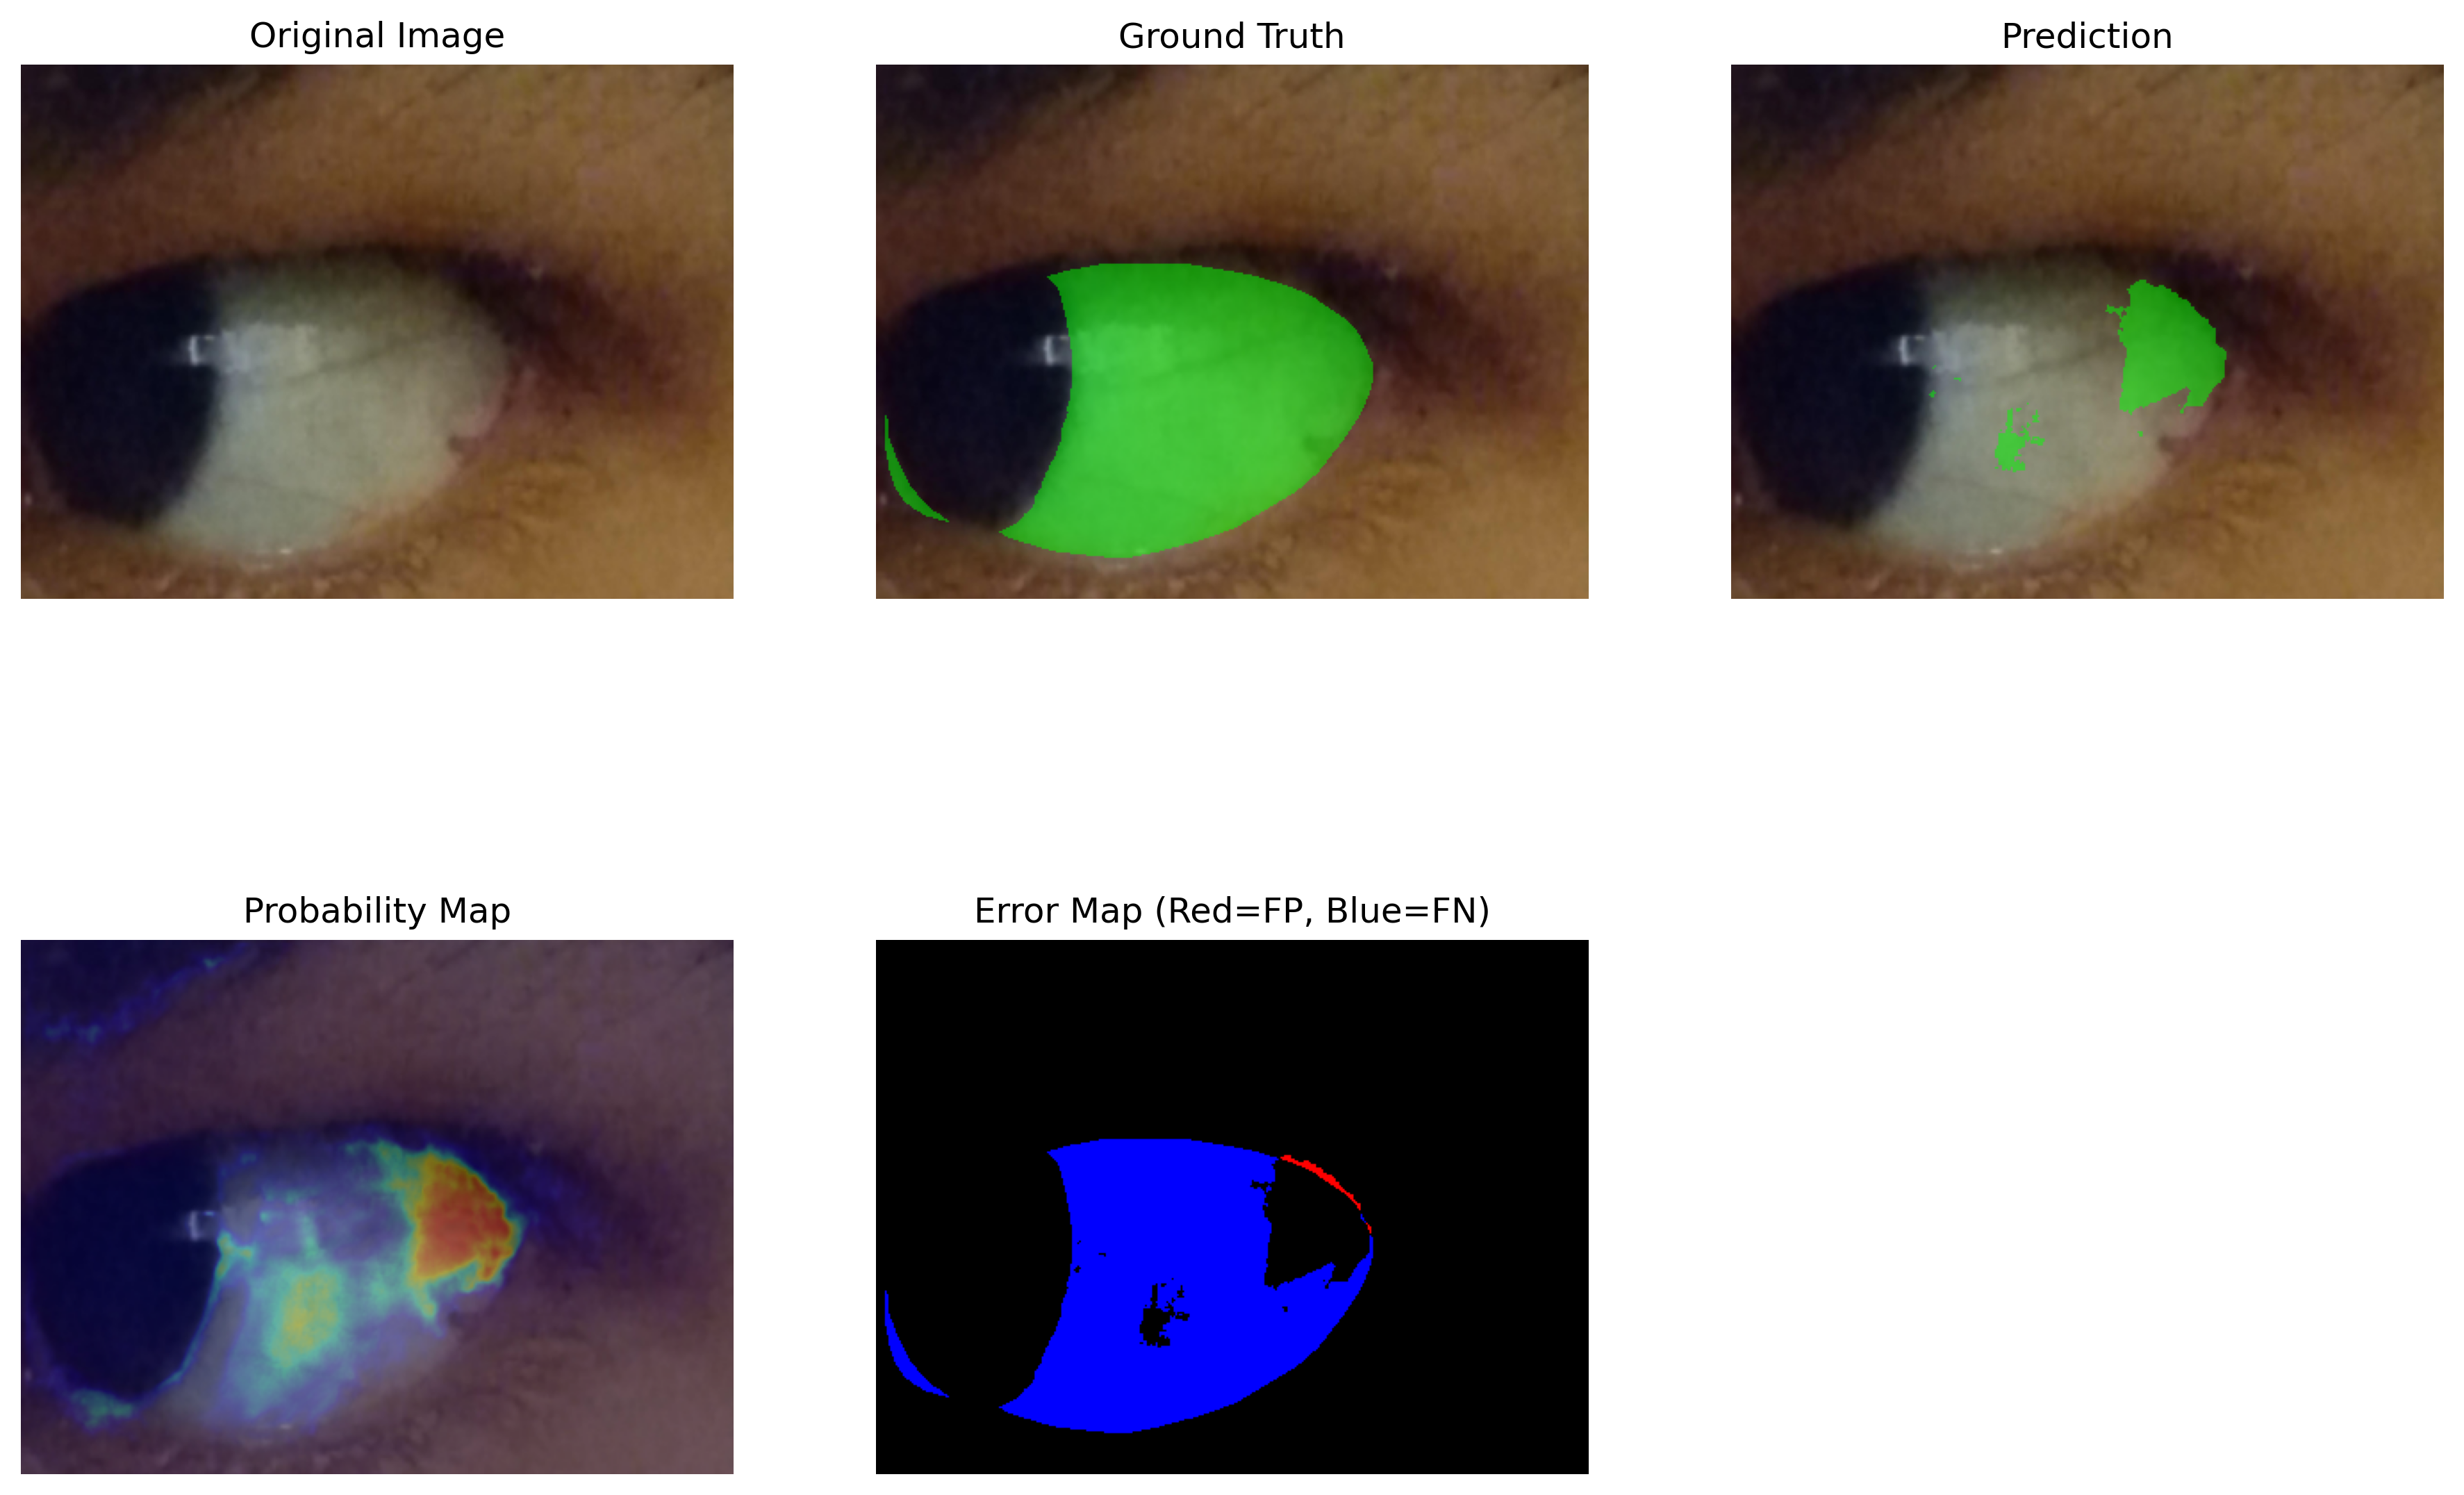 Original Image
Ground Truth
Prediction
Probability Map
Error Map (Red=FP, Blue=FN)